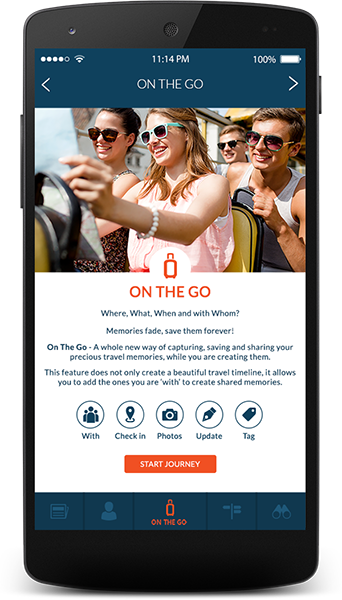 11:14 PM 100%
ON THE GO
ON THE GO
Where, What, When and with Whom?
Memories fade, save them forever!
On The Go - A whole new way of capturing, saving and sharing your
precious travel memories, while you are creating them.
This feature does not only create a beautiful travel timeline, it allows
you to add the ones you are 'with' to create shared memories.
With Check in Photos Update Tag
START JOURNEY
ON THE GO